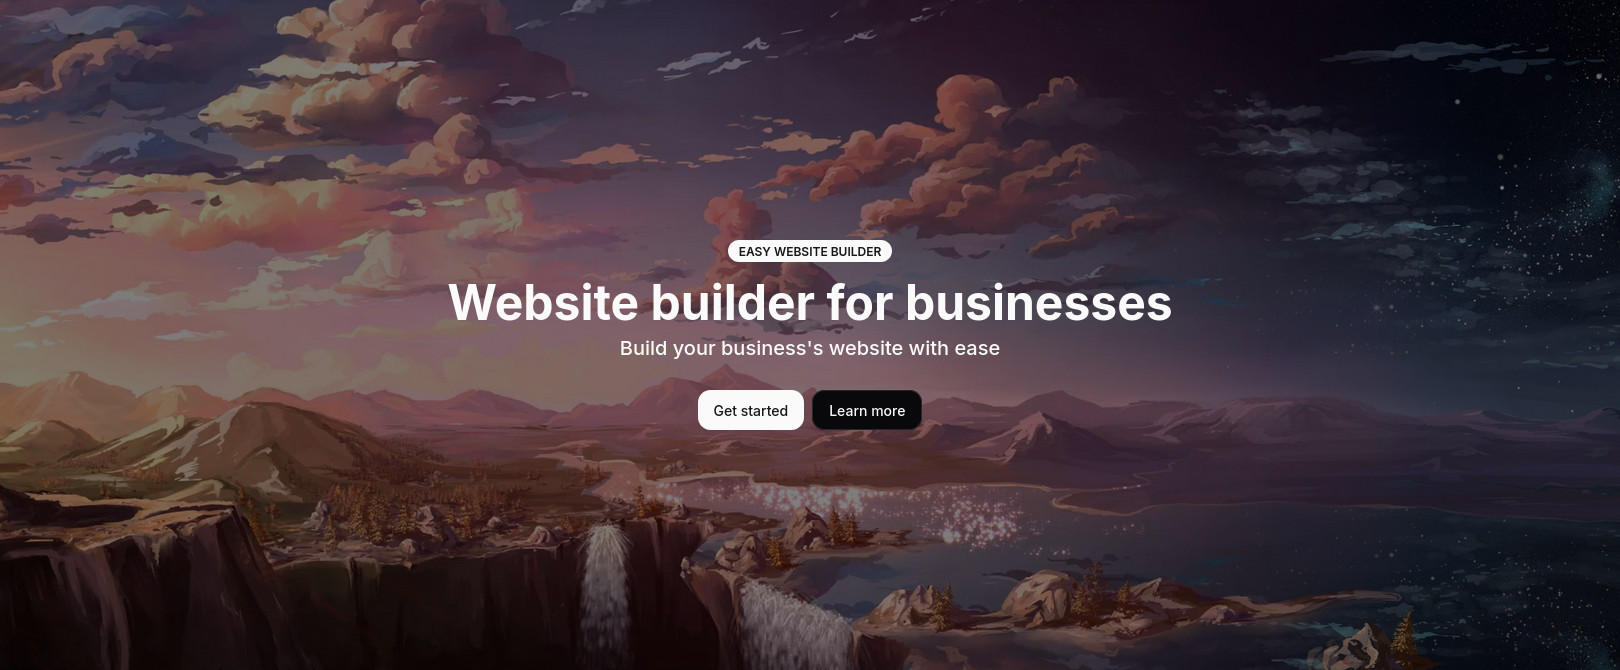 EASY WEBSITE BUILDER
Website builder for businesses
Build your business's website with ease
Get started
Learn more